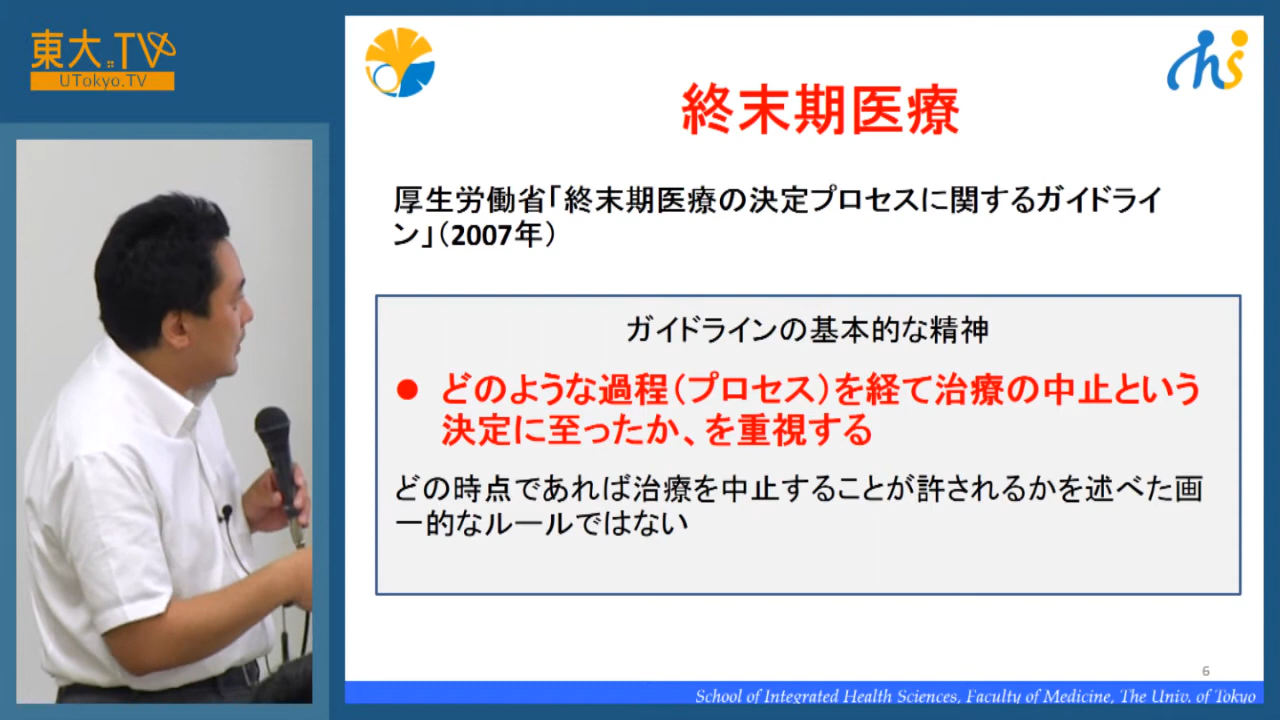 東大.TV
UTokyo.TV
終末期医療
厚生労働省「終末期医療の決定プロセスに関するガイドライ
ン」（2007年）
ガイドラインの基本的な精神
● どのような過程（プロセス）を経て治療の中止という
決定に至ったか、を重視する
どの時点であれば治療を中止することが許されるかを述べた画
一的なルールではない
6
School of Integrated Health Sciences, Faculty of Medicine, The Univ. of Tokyo